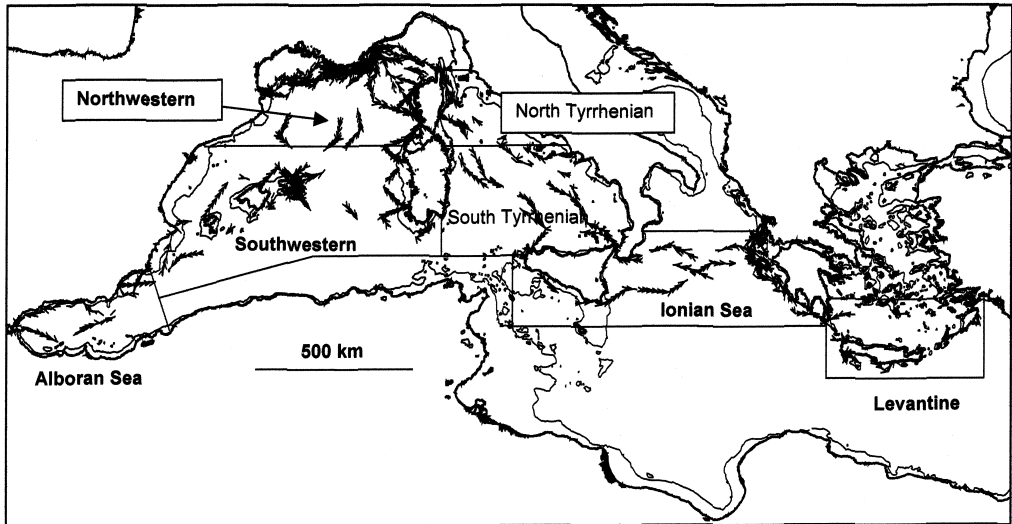 Northwestern
North Tyrrhenian
South Tyrrhenian
Southwestern
Ionian Sea
500 km
Alboran Sea
Levantine